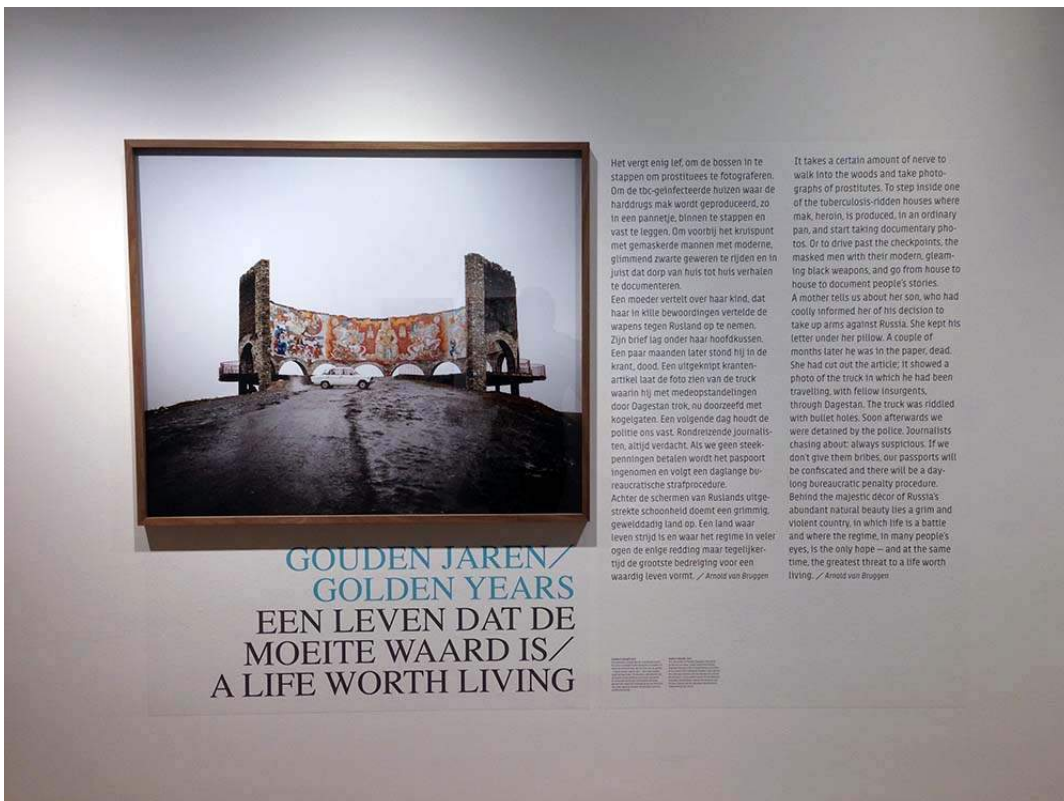 Het vergt enig lef, om de bossen in te
stappen om prostituees te fotograferen.
Om de tbc-geïnfecteerde huizen waar de
harddrugs mak wordt geproduceerd, zo
in een pannetje, binnen te stappen en
vast te leggen. Om voorbij het kruispunt
met gemaskerde mannen met moderne,
glimmend zwarte geweren te rijden en in
juist dat dorp van huis tot huis verhalen
te documenteren.
Een moeder vertelt over haar kind, dat
haar in kille bewoordingen vertelde de
wapens tegen Rusland op te nemen.
Zijn brief lag onder haar hoofdkussen.
Een paar maanden later stond hij in de
krant, dood. Een uitgeknipt kranten-
artikel laat de foto zien van de truck
waarin hij met medeopstandelingen
door Dagestan trok, nu doorzeefd met
kogelgaten. Een volgende dag houdt de
politie ons vast. Rondreizende journalis-
ten, altijd verdacht. Als we geen steek-
penningen betalen wordt het paspoort
ingenomen en volgt een daglange bu-
reaucratische strafprocedure.
Achter de schermen van Ruslands uitge-
strekte schoonheid doemt een grimmig,
gewelddadig land op. Een land waar
leven strijd is en waar het regime in veler
ogen de enige redding maar tegelijker-
tijd de grootste bedreiging voor een
waardig leven vormt. / Arnold van Bruggen
It takes a certain amount of nerve to
walk into the woods and take photo-
graphs of prostitutes. To step inside one
of the tuberculosis-ridden houses where
mak, heroin, is produced, in an ordinary
pan, and start taking documentary pho-
tos. Or to drive past the checkpoints, the
masked men with their modern, gleam-
ing black weapons, and go from house to
house to document people's stories.
A mother tells us about her son, who had
coolly informed her of his decision to
take up arms against Russia. She kept his
letter under her pillow. A couple of
months later he was in the paper, dead.
She had cut out the article; it showed a
photo of the truck in which he had been
travelling, with fellow insurgents,
through Dagestan. The truck was riddled
with bullet holes. Soon afterwards we
were detained by the police. Journalists
chasing about: always suspicious. If we
don't give them bribes, our passports will
be confiscated and there will be a day-
long bureaucratic penalty procedure.
Behind the majestic décor of Russia's
abundant natural beauty lies a grim and
violent country, in which life is a battle
and where the regime, in many people's
eyes, is the only hope – and at the same
time, the greatest threat to a life worth
living. / Arnold van Bruggen
GOUDEN JAREN/
GOLDEN YEARS
EEN LEVEN DAT DE
MOEITE WAARD IS/
A LIFE WORTH LIVING